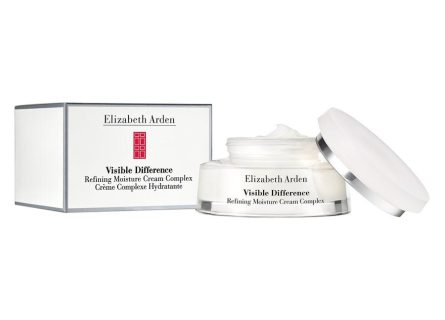 Elizabeth Arden
Visible Difference
Refining Moisture Cream Complex
Crème Complexe Hydratante
Elizabeth Arden
Visible Difference
Refining Moisture Cream Complex